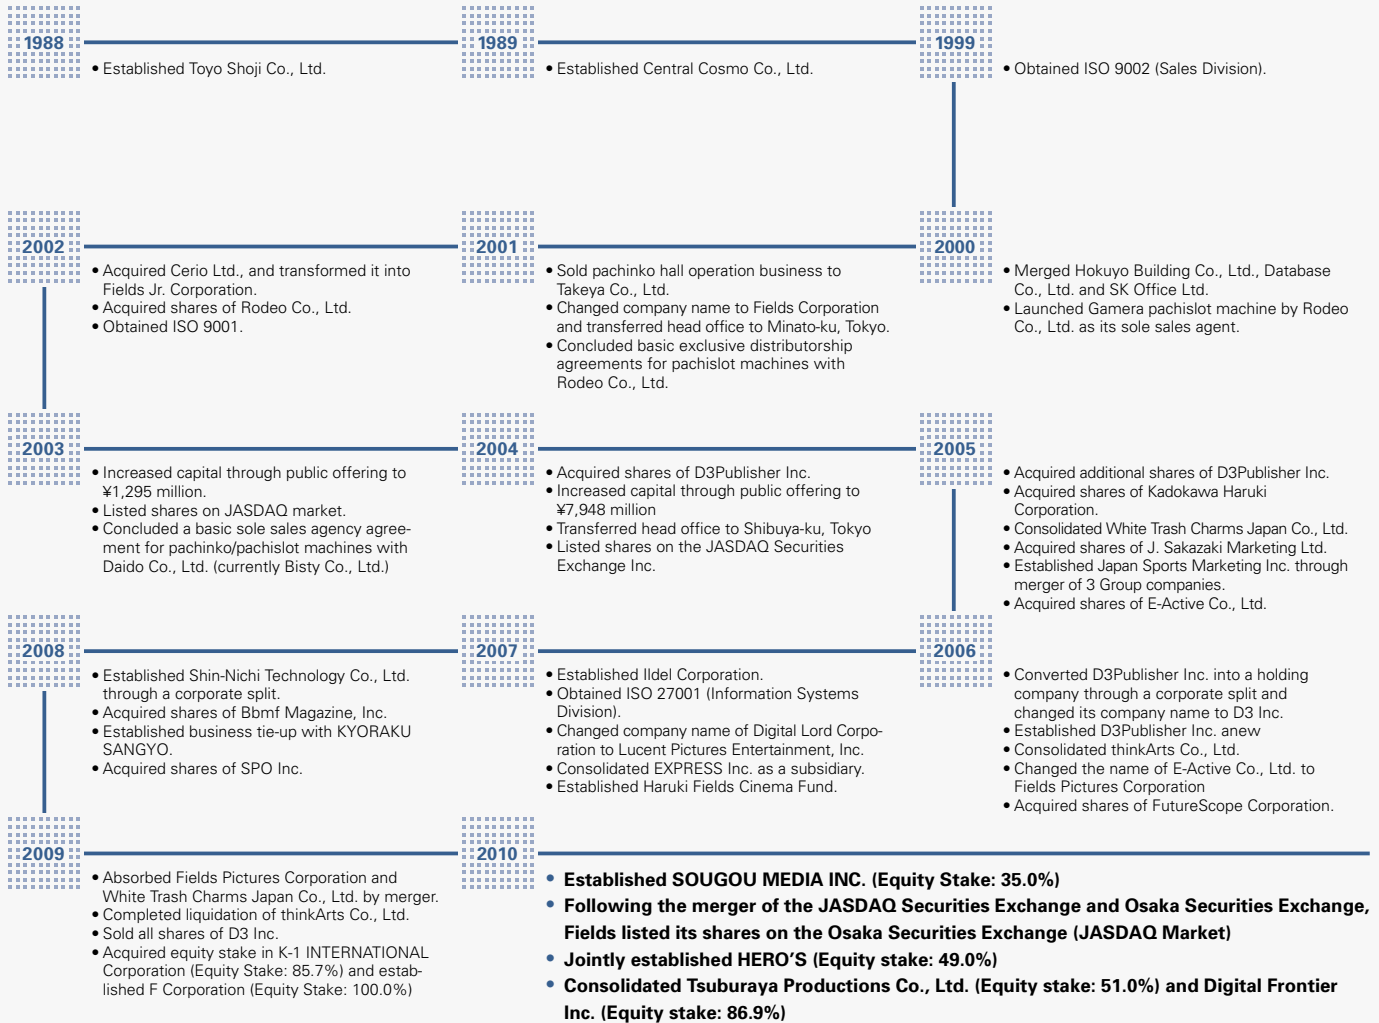 1988
• Established Toyo Shoji Co., Ltd.
1989
• Established Central Cosmo Co., Ltd.
1999
• Obtained ISO 9002 (Sales Division).
2000
• Merged Hokuyo Building Co., Ltd., Database
Co., Ltd. and SK Office Ltd.
• Launched Gamera pachislot machine by Rodeo
Co., Ltd. as its sole sales agent.
2001
• Sold pachinko hall operation business to
Takeya Co., Ltd.
• Changed company name to Fields Corporation
and transferred head office to Minato-ku, Tokyo.
• Concluded basic exclusive distributorship
agreements for pachislot machines with
Rodeo Co., Ltd.
2002
• Acquired Cerio Ltd., and transformed it into
Fields Jr. Corporation.
• Acquired shares of Rodeo Co., Ltd.
• Obtained ISO 9001.
2003
• Increased capital through public offering to
¥1,295 million.
• Listed shares on JASDAQ market.
• Concluded a basic sole sales agency agree-
ment for pachinko/pachislot machines with
Daido Co., Ltd. (currently Bisty Co., Ltd.)
2004
• Acquired shares of D3Publisher Inc.
• Increased capital through public offering to
¥7,948 million
• Transferred head office to Shibuya-ku, Tokyo
• Listed shares on the JASDAQ Securities
Exchange Inc.
2005
• Acquired additional shares of D3Publisher Inc.
• Acquired shares of Kadokawa Haruki
Corporation.
• Consolidated White Trash Charms Japan Co., Ltd.
• Acquired shares of J. Sakazaki Marketing Ltd.
• Established Japan Sports Marketing Inc. through
merger of 3 Group companies.
• Acquired shares of E-Active Co., Ltd.
2006
• Converted D3Publisher Inc. into a holding
company through a corporate split and
changed its company name to D3 Inc.
• Established D3Publisher Inc. anew
• Consolidated thinkArts Co., Ltd.
• Changed the name of E-Active Co., Ltd. to
Fields Pictures Corporation
• Acquired shares of FutureScope Corporation.
2007
• Established Ildel Corporation.
• Obtained ISO 27001 (Information Systems
Division).
• Changed company name of Digital Lord Corpo-
ration to Lucent Pictures Entertainment, Inc.
• Consolidated EXPRESS Inc. as a subsidiary.
• Established Haruki Fields Cinema Fund.
2008
• Established Shin-Nichi Technology Co., Ltd.
through a corporate split.
• Acquired shares of Bbmf Magazine, Inc.
• Established business tie-up with KYORAKU
SANGYO.
• Acquired shares of SPO Inc.
2009
• Absorbed Fields Pictures Corporation and
White Trash Charms Japan Co., Ltd. by merger.
• Completed liquidation of thinkArts Co., Ltd.
• Sold all shares of D3 Inc.
• Acquired equity stake in K-1 INTERNATIONAL
Corporation (Equity Stake: 85.7%) and estab-
lished F Corporation (Equity Stake: 100.0%)
2010
• Established SOUGOU MEDIA INC. (Equity Stake: 35.0%)
• Following the merger of the JASDAQ Securities Exchange and Osaka Securities Exchange,
Fields listed its shares on the Osaka Securities Exchange (JASDAQ Market)
• Jointly established HERO'S (Equity stake: 49.0%)
• Consolidated Tsuburaya Productions Co., Ltd. (Equity stake: 51.0%) and Digital Frontier
Inc. (Equity stake: 86.9%)